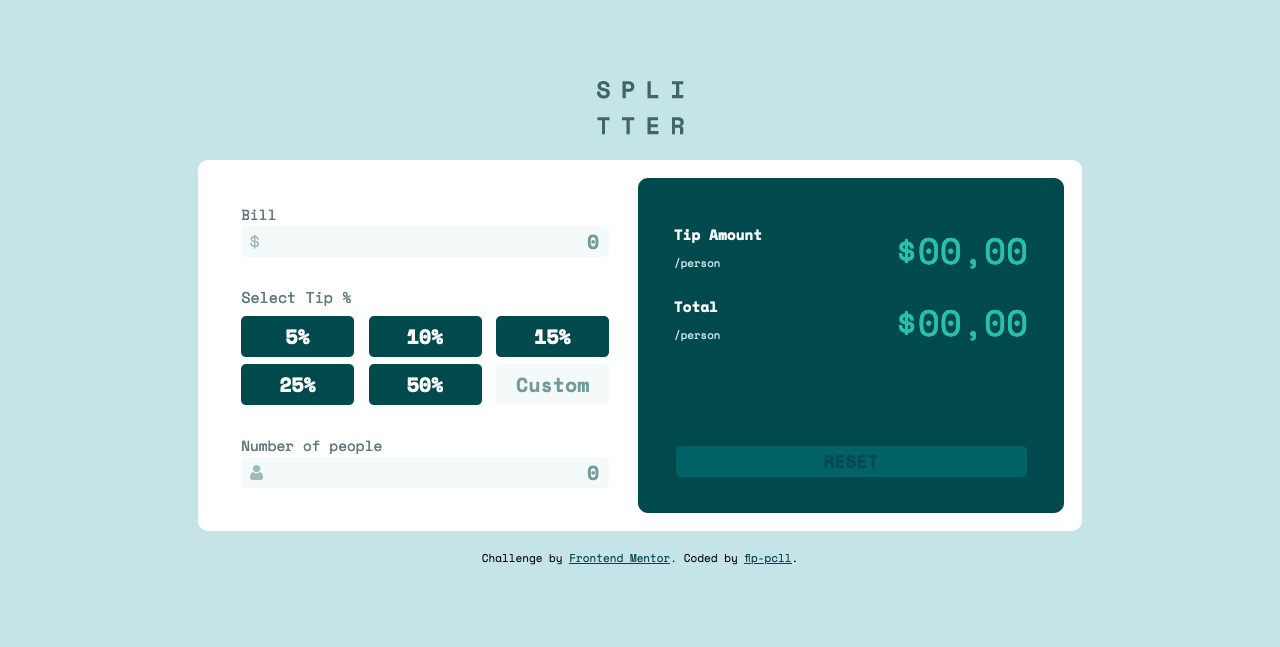 SPLI
TTER
Bill
$ 0
Select Tip %
5% 10% 15%
25% 50% Custom
Number of people
0
Tip Amount
/person
$00,00
Total
/person
$00,00
RESET
Challenge by Frontend Mentor. Coded by flp-pcll.